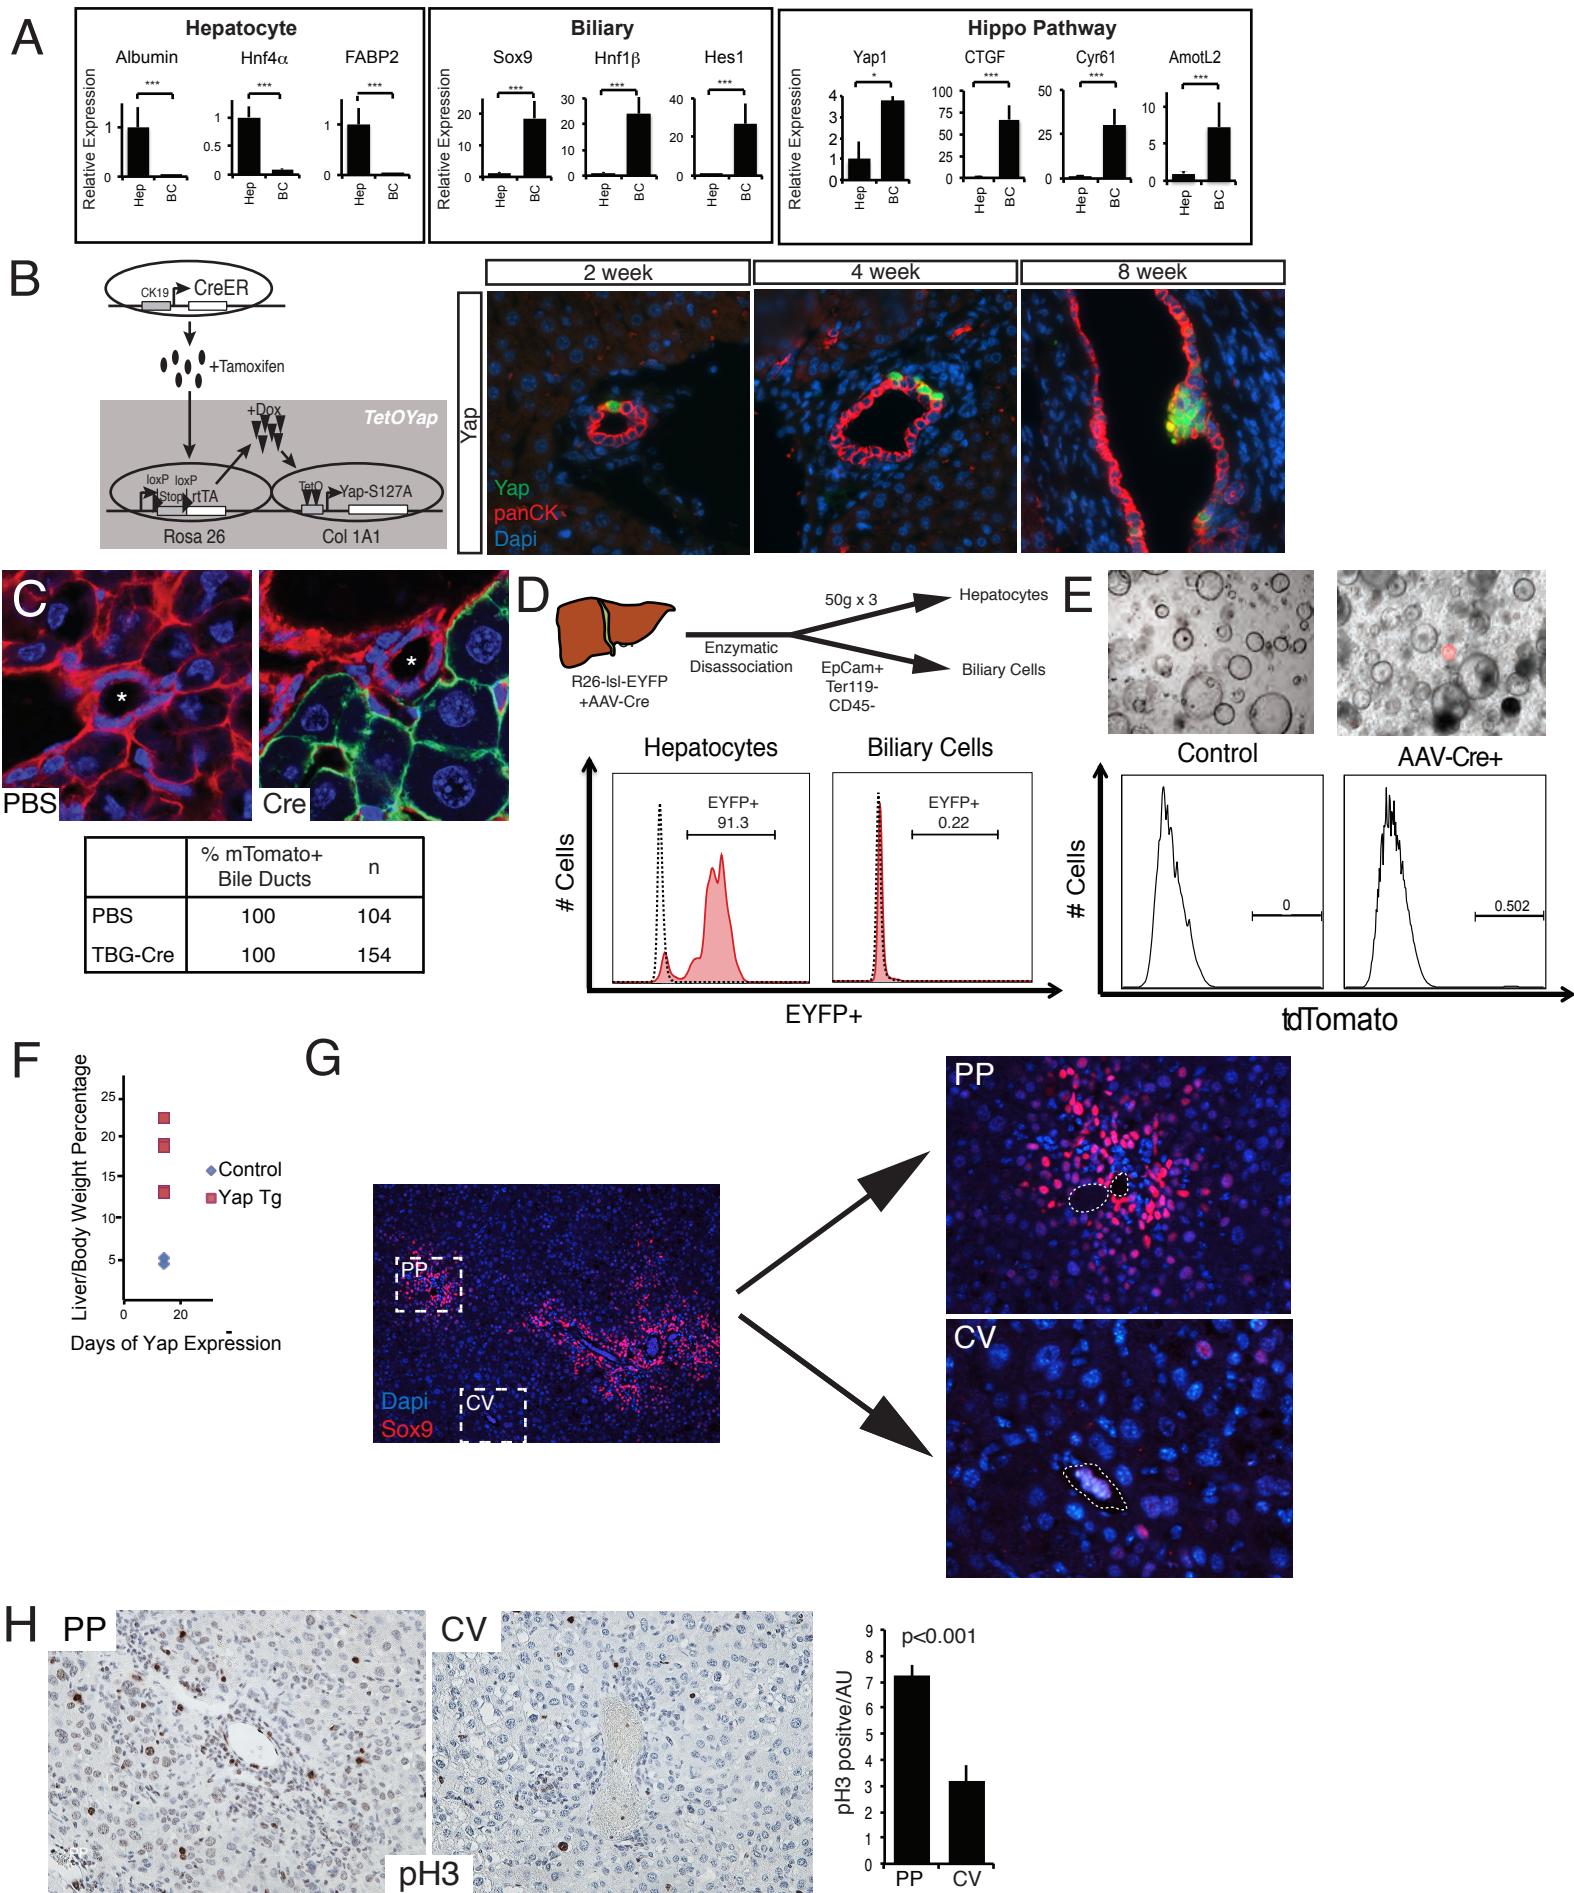 A
Hepatocyte
Albumin
Hnf4α
FABP2
Relative Expression
***
***
***
1
0
1
0.5
0
1
0
Hep
BC
Hep
BC
Hep
BC
Biliary
Sox9
Hnf1β
Hes1
Relative Expression
***
***
***
20
10
0
30
20
10
0
40
20
0
Hep
BC
Hep
BC
Hep
BC
Hippo Pathway
Yap1
CTGF
Cyr61
AmotL2
Relative Expression
*
***
***
***
4
3
2
1
0
100
75
50
25
0
50
25
0
10
5
0
Hep
BC
Hep
BC
Hep
BC
Hep
BC
B
CK19
CreER
+Tamoxifen
+Dox
TetOYap
loxP
loxP
Stop
rtTA
TetO
Yap-S127A
Rosa 26
Col 1A1
2 week
4 week
8 week
Yap
Yap
panCK
Dapi
C
*
*
PBS
Cre
% mTomato+
Bile Ducts
n
PBS
100
104
TBG-Cre
100
154
D
R26-lsl-EYFP
+AAV-Cre
Enzymatic
Disassociation
50g x 3
Hepatocytes
EpCam+
Ter119-
CD45-
Biliary Cells
Hepatocytes
Biliary Cells
# Cells
EYFP+
91.3
EYFP+
0.22
EYFP+
E
Control
AAV-Cre+
# Cells
0
0.502
tdTomato
F
Liver/Body Weight Percentage
25
20
15
10
5
0
20
Control
Yap Tg
Days of Yap Expression
G
PP
CV
Dapi
Sox9
PP
CV
H
PP
CV
pH3
pH3 positve/AU
9
8
7
6
5
4
3
2
1
0
p<0.001
PP
CV